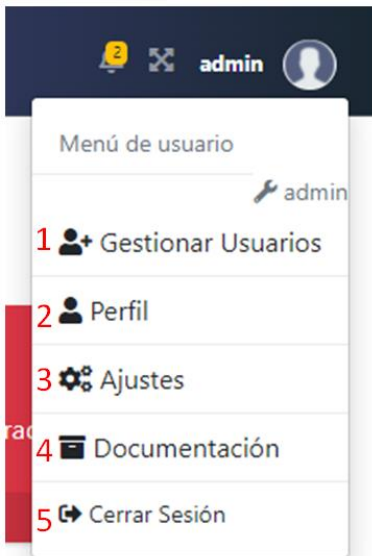 2
admin
Menú de usuario
admin
1 Gestionar Usuarios
2 Perfil
3 Ajustes
4 Documentación
5 Cerrar Sesión